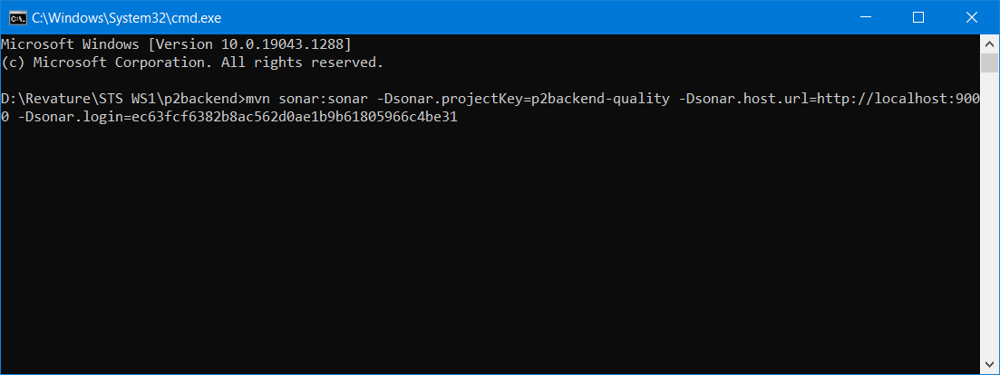 C:\Windows\System32\cmd.exe
Microsoft Windows [Version 10.0.19043.1288]
(c) Microsoft Corporation. All rights reserved.
D:\Revature\STS WS1\p2backend>mvn sonar:sonar -Dsonar.projectKey=p2backend-quality -Dsonar.host.url=http://localhost:900
0 -Dsonar.login=ec63fcf6382b8ac562d0ae1b9b61805966c4be31